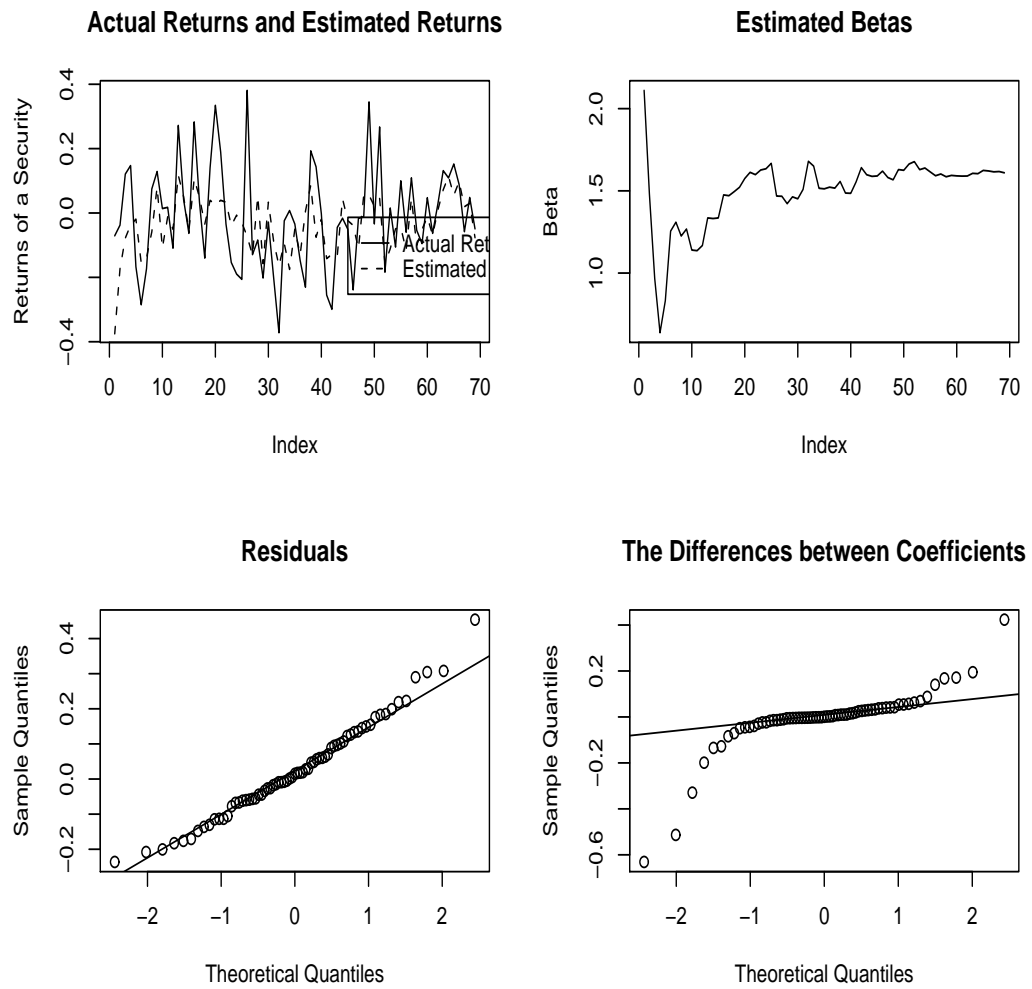 Actual Returns and Estimated Returns
Returns of a Security
0.4
0.2
0.0
−0.4
Actual Ret
Estimated
0 10 20 30 40 50 60 70
Index
Estimated Betas
Beta
2.0
1.5
1.0
0 10 20 30 40 50 60 70
Index
Residuals
Sample Quantiles
0.4
0.2
0.0
−0.2
−2 −1 0 1 2
Theoretical Quantiles
The Differences between Coefficients
Sample Quantiles
0.2
−0.2
−0.6
−2 −1 0 1 2
Theoretical Quantiles